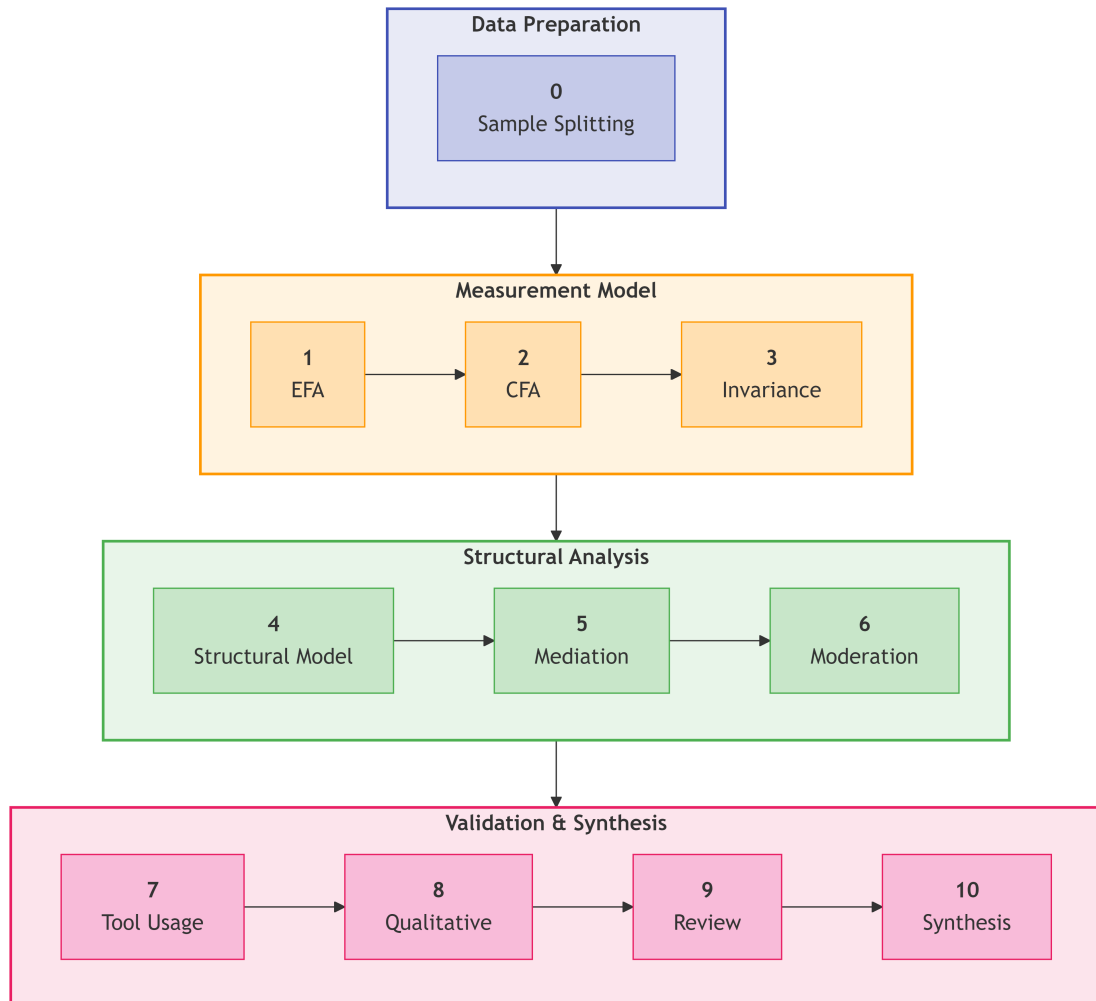 Data Preparation
0
Sample Splitting
Measurement Model
1
EFA
2
CFA
3
Invariance
Structural Analysis
4
Structural Model
5
Mediation
6
Moderation
Validation & Synthesis
7
Tool Usage
8
Qualitative
9
Review
10
Synthesis